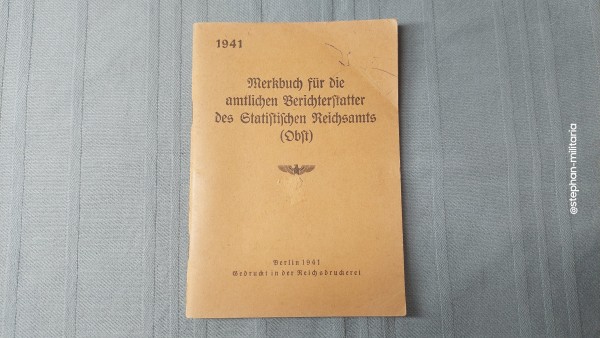 1941
Merkbuch für die
amtlichen Berichterstatter
des Statistischen Reichsamts
(Obst)
Berlin 1941
Gedruckt in der Reichsdruckerei
@stephan-militaria